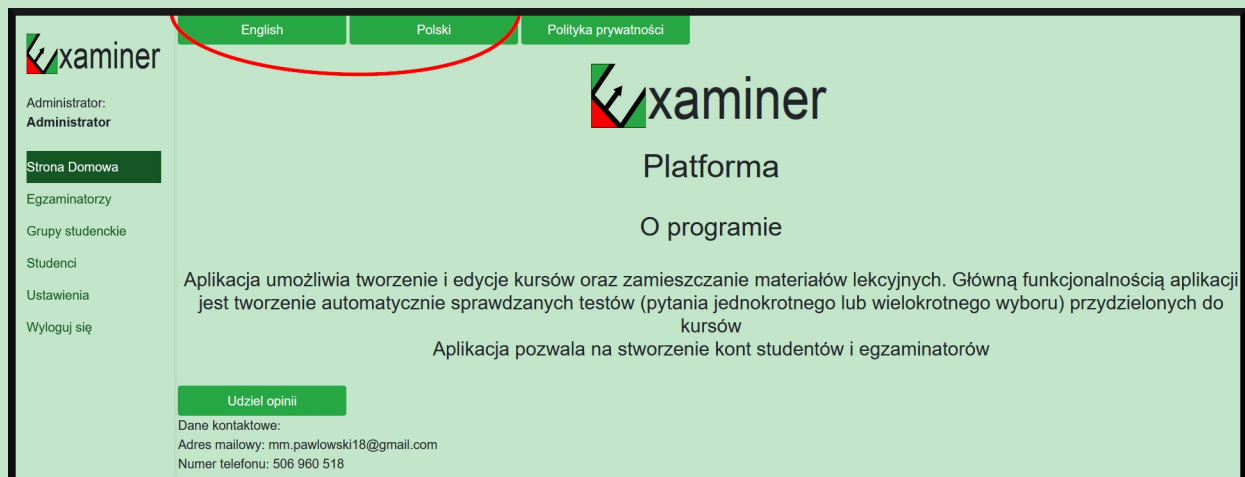 English
Polski
Polityka prywatności
Examiner
Administrator:
Administrator
Strona Domowa
Egzaminatorzy
Grupy studenckie
Studenci
Ustawienia
Wyloguj się
Examiner
Platforma
O programie
Aplikacja umożliwia tworzenie i edycje kursów oraz zamieszczanie materiałów lekcyjnych. Główną funkcjonalnością aplikacji
jest tworzenie automatycznie sprawdzanych testów (pytania jednokrotnego lub wielokrotnego wyboru) przydzielonych do
kursów
Aplikacja pozwala na stworzenie kont studentów i egzaminatorów
Udziel opinii
Dane kontaktowe:
Adres mailowy: mm.pawlowski18@gmail.com
Numer telefonu: 506 960 518